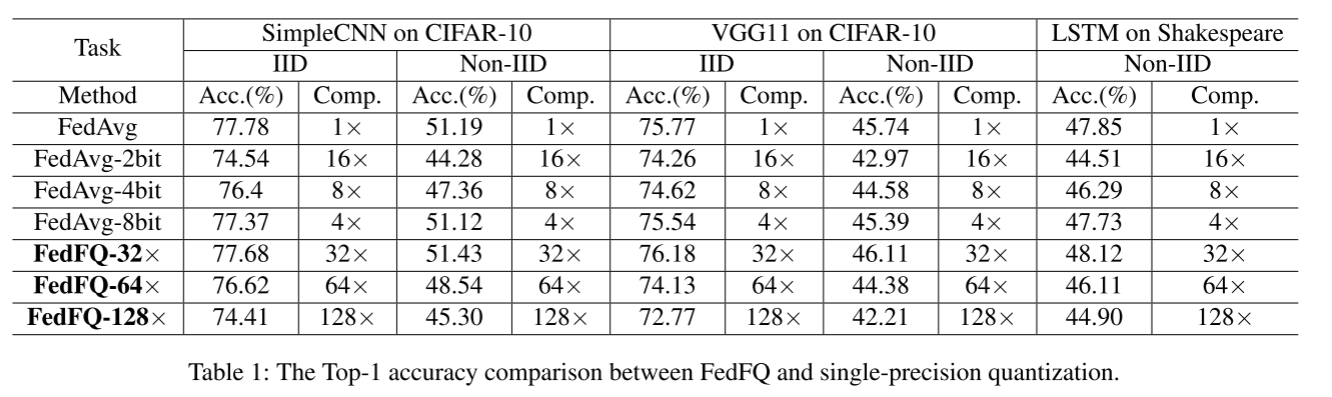 Task SimpleCNN on CIFAR-10 VGG11 on CIFAR-10 LSTM on Shakespeare
IID Non-IID IID Non-IID Non-IID
Method Acc.(%) Comp. Acc.(%) Comp. Acc.(%) Comp. Acc.(%) Comp. Acc.(%) Comp.
FedAvg 77.78 1× 51.19 1× 75.77 1× 45.74 1× 47.85 1×
FedAvg-2bit 74.54 16× 44.28 16× 74.26 16× 42.97 16× 44.51 16×
FedAvg-4bit 76.4 8× 47.36 8× 74.62 8× 44.58 8× 46.29 8×
FedAvg-8bit 77.37 4× 51.12 4× 75.54 4× 45.39 4× 47.73 4×
FedFQ-32× 77.68 32× 51.43 32× 76.18 32× 46.11 32× 48.12 32×
FedFQ-64× 76.62 64× 48.54 64× 74.13 64× 44.38 64× 46.11 64×
FedFQ-128× 74.41 128× 45.30 128× 72.77 128× 42.21 128× 44.90 128×
Table 1: The Top-1 accuracy comparison between FedFQ and single-precision quantization.